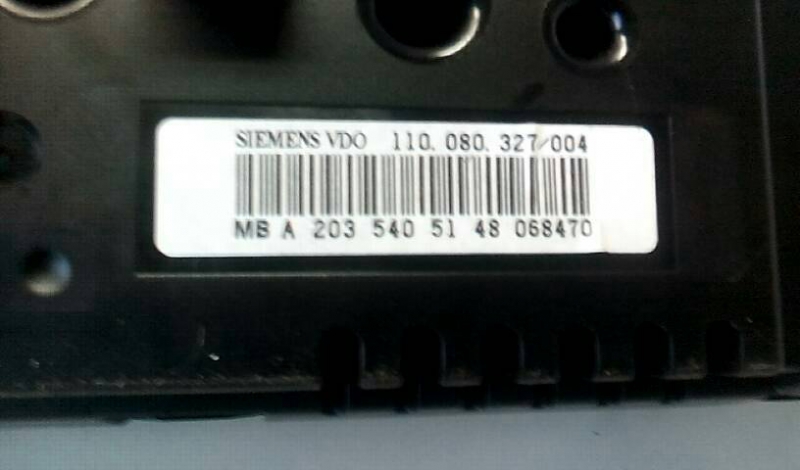 SIEMENS VDO 110.080.327/004
MB A 203 540 51 48 068470